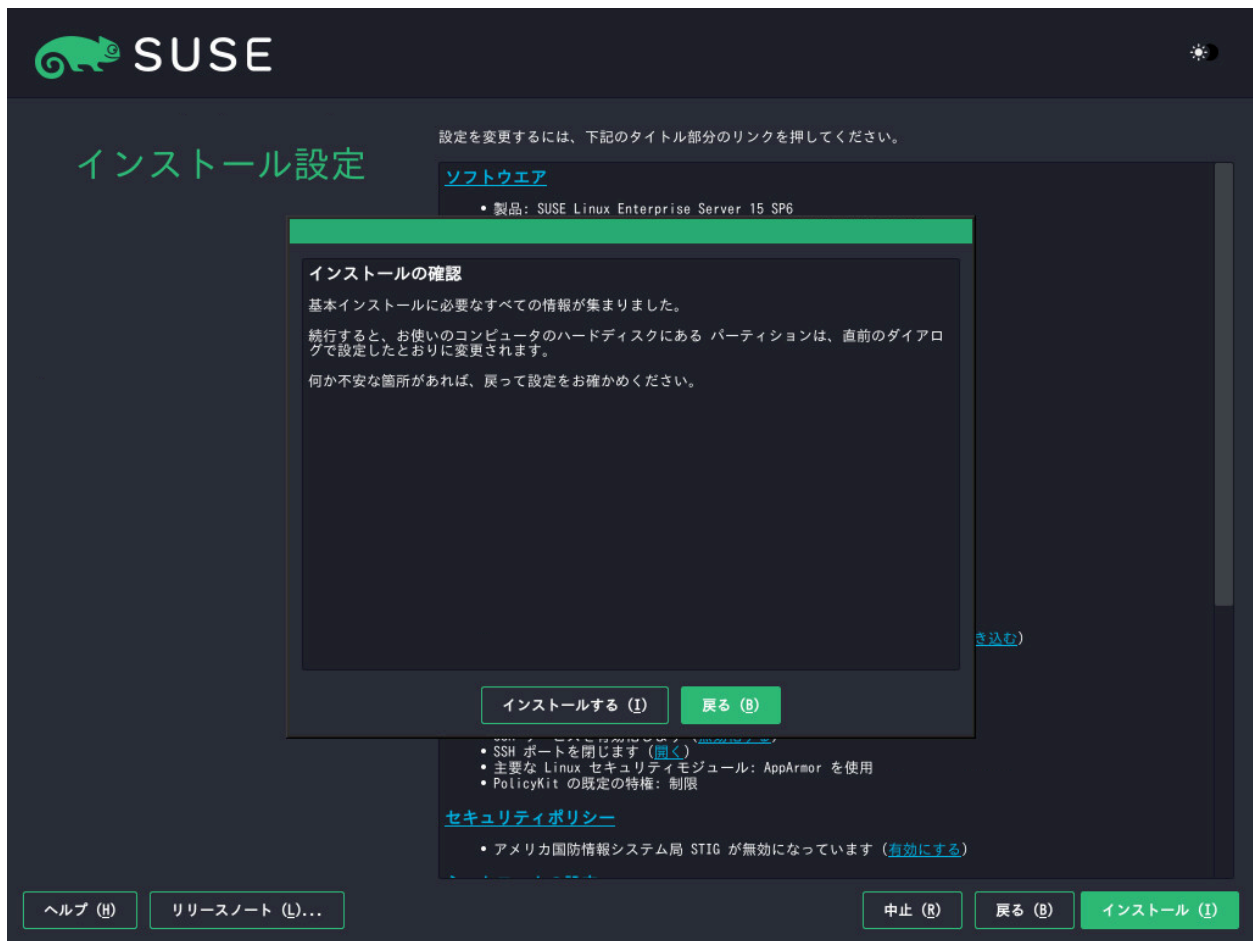 SUSE
インストール設定
設定を変更するには、下記のタイトル部分のリンクを押してください。
ソフトウエア
• 製品: SUSE Linux Enterprise Server 15 SP6
インストールの確認
基本インストールに必要なすべての情報が集まりました。
続行すると、お使いのコンピュータのハードディスクにある パーティションは、直前のダイアロ
グで設定したとおりに変更されます。
何か不安な箇所があれば、戻って設定をお確かめください。
き込む)
インストールする (I) 戻る (B)
• SSH ポートを閉じます (開く)
• 主要な Linux セキュリティモジュール: AppArmor を使用
• PolicyKit の既定の特権: 制限
セキュリティポリシー
• アメリカ国防情報システム局 STIG が無効になっています (有効にする)
ヘルプ (H) リリースノート (L)... 中止 (R) 戻る (B) インストール (I)